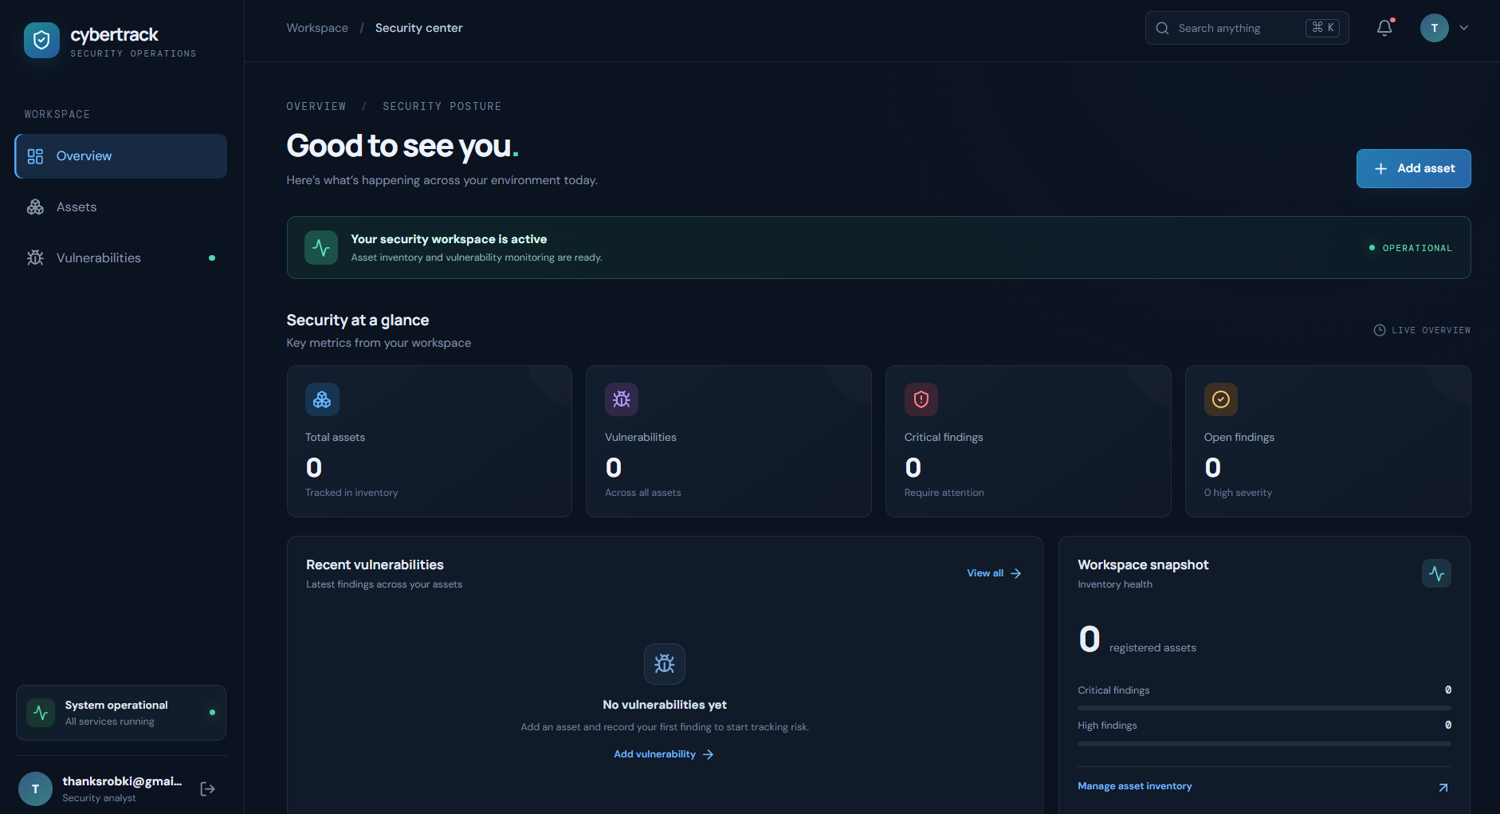 cybertrack
SECURITY OPERATIONS
WORKSPACE
Overview
Assets
Vulnerabilities
System operational
All services running
T
thanksrobki@gmai...
Security analyst
Workspace / Security center
Search anything
⌘ K
T
OVERVIEW / SECURITY POSTURE
Good to see you.
Here's what's happening across your environment today.
Add asset
Your security workspace is active
Asset inventory and vulnerability monitoring are ready.
OPERATIONAL
Security at a glance
Key metrics from your workspace
LIVE OVERVIEW
Total assets
0
Tracked in inventory
Vulnerabilities
0
Across all assets
Critical findings
0
Require attention
Open findings
0
0 high severity
Recent vulnerabilities
Latest findings across your assets
View all
No vulnerabilities yet
Add an asset and record your first finding to start tracking risk.
Add vulnerability
Workspace snapshot
Inventory health
0 registered assets
Critical findings 0
High findings 0
Manage asset inventory